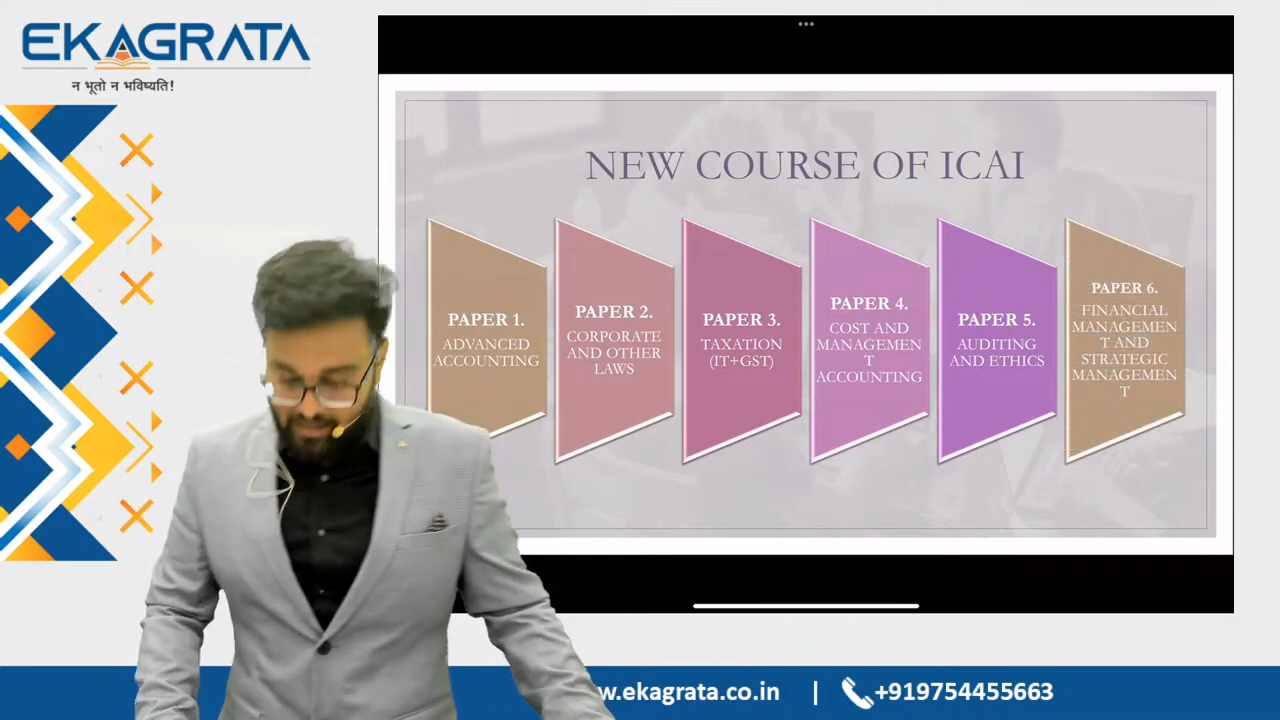 EKAGRATA
न भूतो न भविष्यति!
NEW COURSE OF ICAI
PAPER 1.
ADVANCED
ACCOUNTING
PAPER 2.
CORPORATE
AND OTHER
LAWS
PAPER 3.
TAXATION
(IT+GST)
PAPER 4.
COST AND
MANAGEMEN
T
ACCOUNTING
PAPER 5.
AUDITING
AND ETHICS
PAPER 6.
FINANCIAL
MANAGEMEN
T AND
STRATEGIC
MANAGEMEN
T
w.ekagrata.co.in | +919754455663